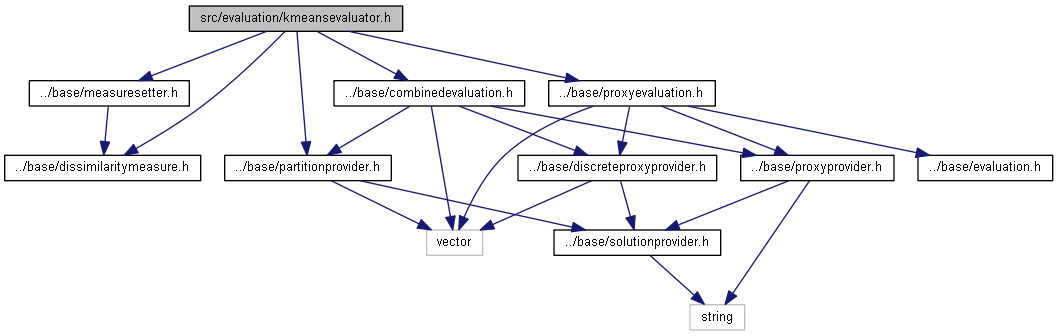 src/evaluation/kmeansevaluator.h
../base/measuresetter.h
../base/combinedevaluation.h
../base/proxyevaluation.h
../base/dissimilaritymeasure.h
../base/partitionprovider.h
../base/discreteproxyprovider.h
../base/proxyprovider.h
../base/evaluation.h
vector
../base/solutionprovider.h
string